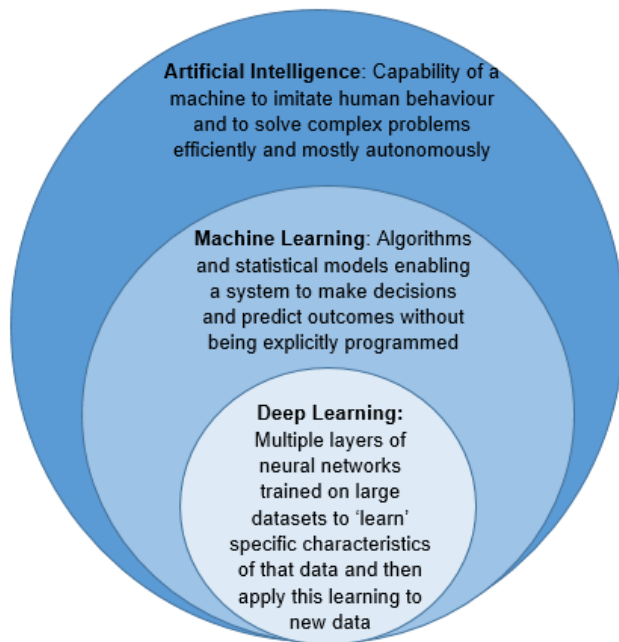 Artificial Intelligence: Capability of a
machine to imitate human behaviour
and to solve complex problems
efficiently and mostly autonomously
Machine Learning: Algorithms
and statistical models enabling
a system to make decisions
and predict outcomes without
being explicitly programmed
Deep Learning:
Multiple layers of
neural networks
trained on large
datasets to ‘learn’
specific characteristics
of that data and then
apply this learning to
new data